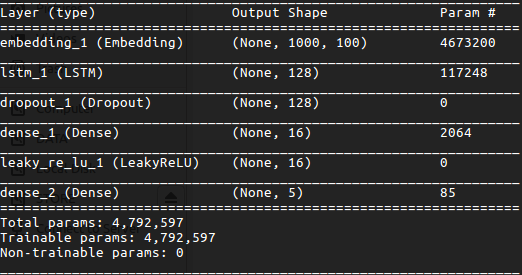 Layer (type) Output Shape Param #
embedding_1 (Embedding) (None, 1000, 100) 4673200
lstm_1 (LSTM) (None, 128) 117248
dropout_1 (Dropout) (None, 128) 0
dense_1 (Dense) (None, 16) 2064
leaky_re_lu_1 (LeakyReLU) (None, 16) 0
dense_2 (Dense) (None, 5) 85
Total params: 4,792,597
Trainable params: 4,792,597
Non-trainable params: 0